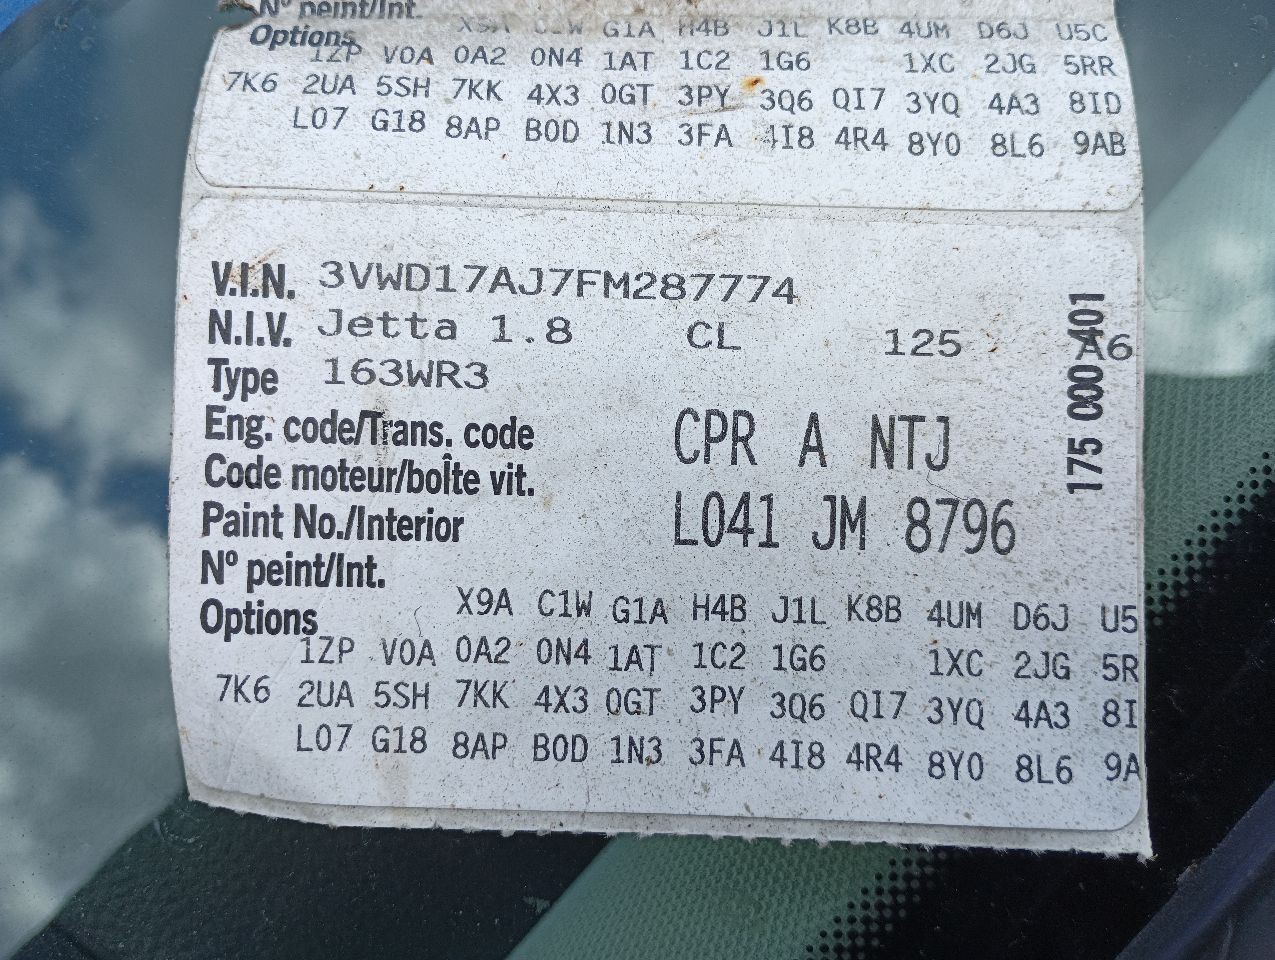 Nº peint/Int.
Options X9A C1W G1A H4B J1L K8B 4UM D6J U5C
1ZP V0A 0A2 0N4 1AT 1C2 1G6 1XC 2JG 5RR
7K6 2UA 5SH 7KK 4X3 0GT 3PY 3Q6 QI7 3YQ 4A3 8ID
L07 G18 8AP B0D 1N3 3FA 4I8 4R4 8Y0 8L6 9AB
V.I.N. 3VWD17AJ7FM287774
N.I.V. Jetta 1.8 CL 125 A6
Type 163WR3
Eng. code/Trans. code CPR A NTJ
Code moteur/boîte vit.
Paint No./Interior L041 JM 8796
Nº peint/Int.
Options X9A C1W G1A H4B J1L K8B 4UM D6J U5
1ZP V0A 0A2 0N4 1AT 1C2 1G6 1XC 2JG 5R
7K6 2UA 5SH 7KK 4X3 0GT 3PY 3Q6 QI7 3YQ 4A3 8I
L07 G18 8AP B0D 1N3 3FA 4I8 4R4 8Y0 8L6 9A
175 000 401